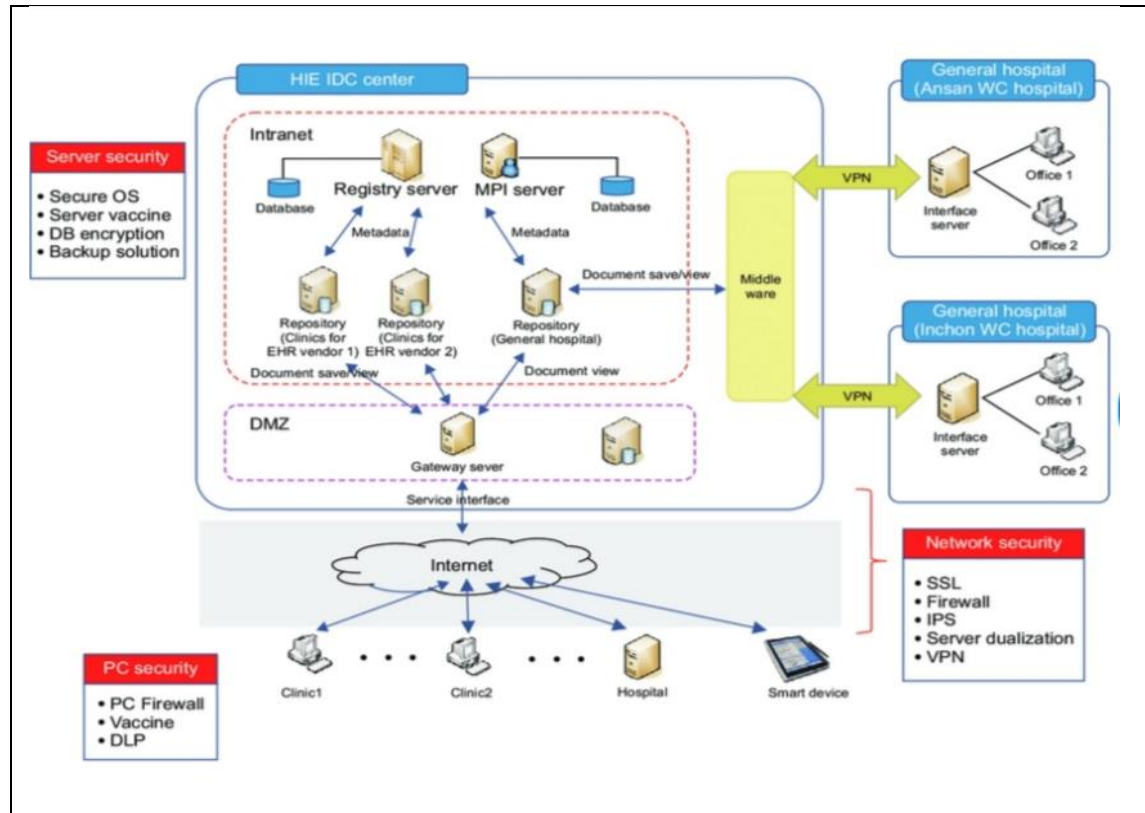 HIE IDC center
Intranet
Registry server
MPI server
Database
Database
Metadata
Metadata
Document save/view
Repository
(Clinics for
EHR vendor 1)
Repository
(Clinics for
EHR vendor 2)
Repository
(General hospital)
Document save/view
Document view
DMZ
Gateway sever
Service interface
Middle
ware
VPN
VPN
General hospital
(Ansan WC hospital)
Interface
server
Office 1
Office 2
General hospital
(Inchon WC hospital)
Interface
server
Office 1
Office 2
Server security
• Secure OS
• Server vaccine
• DB encryption
• Backup solution
Internet
Clinic1
Clinic2
Hospital
Smart device
PC security
• PC Firewall
• Vaccine
• DLP
Network security
• SSL
• Firewall
• IPS
• Server dualization
• VPN